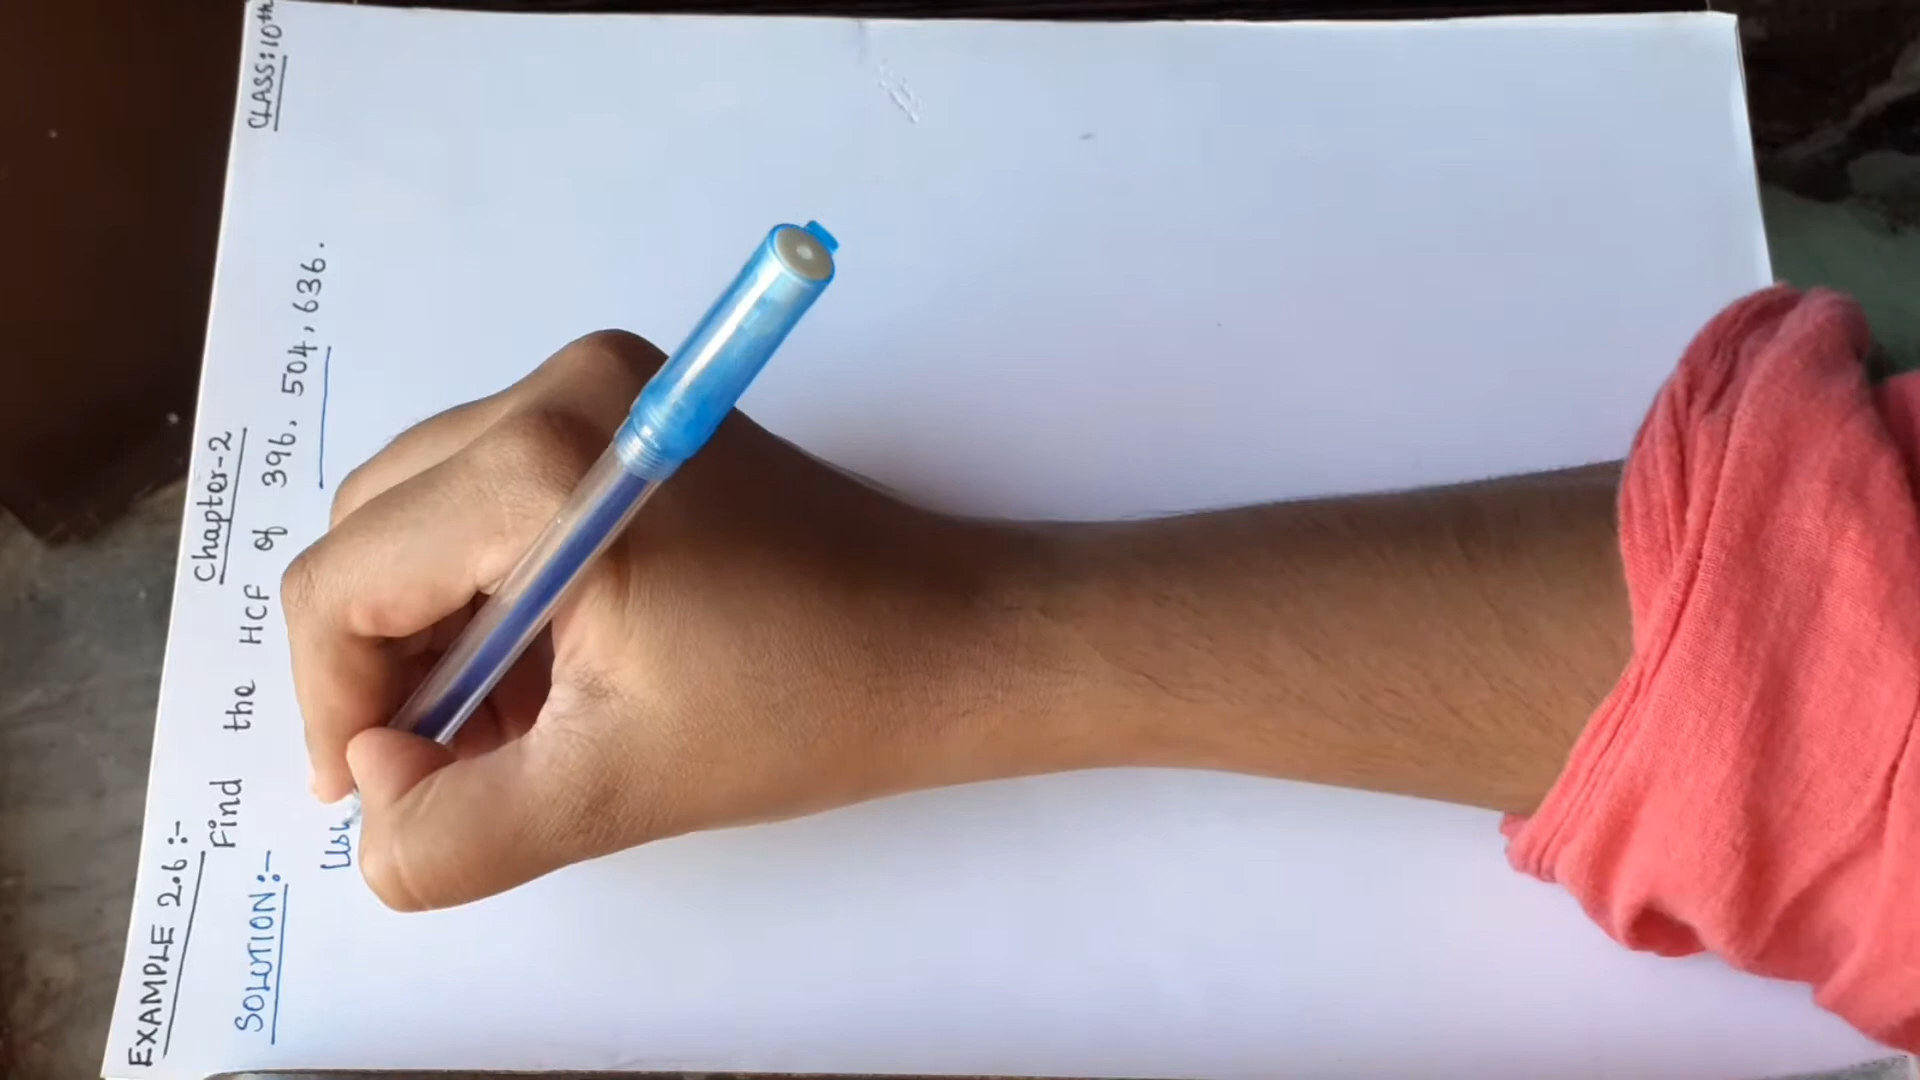 CLASS: 10th
Chapter-2
EXAMPLE 2.6:-
Find the HCF of 396, 504, 636.
SOLUTION:-